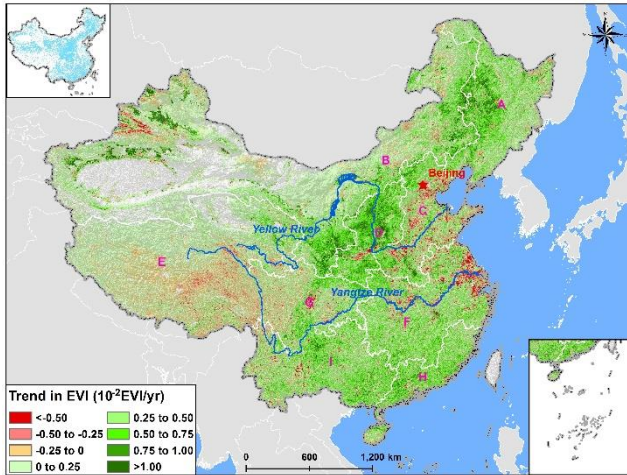 A
B
Beijing
C
Yellow River
E
Yangtze River
F
I
H
Trend in EVI (10⁻²EVI/yr)
<-0.50
0.25 to 0.50
-0.50 to -0.25
0.50 to 0.75
-0.25 to 0
0.75 to 1.00
0 to 0.25
>1.00
0 600 1,200 km